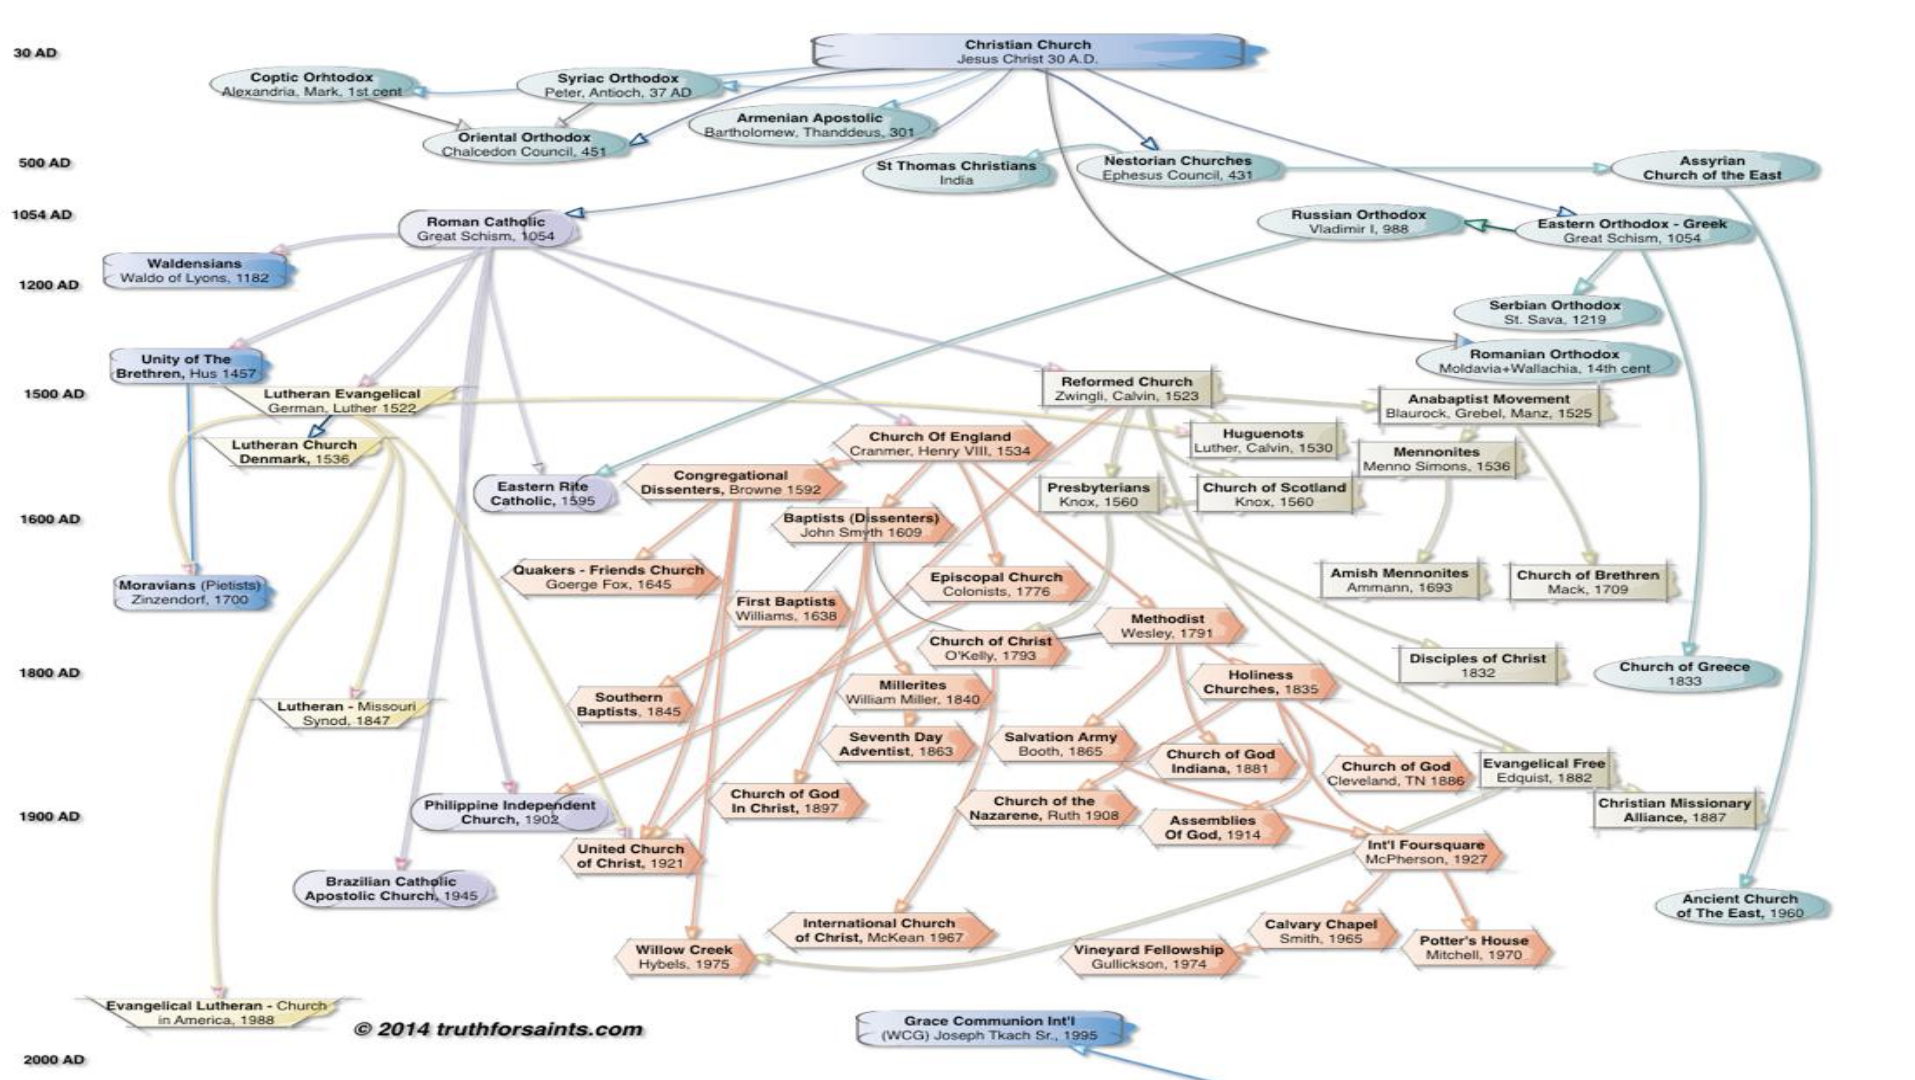 Christian Church
Jesus Christ 30 A.D.
30 AD
Coptic Orhtodox
Alexandria, Mark, 1st cent
Syriac Orthodox
Peter, Antioch, 37 AD
Armenian Apostolic
Bartholomew, Thanddeus, 301
Oriental Orthodox
Chalcedon Council, 451
500 AD
St Thomas Christians
India
Nestorian Churches
Ephesus Council, 431
Assyrian
Church of the East
1054 AD
Roman Catholic
Great Schism, 1054
Russian Orthodox
Vladimir I, 988
Eastern Orthodox - Greek
Great Schism, 1054
Waldensians
Waldo of Lyons, 1182
1200 AD
Serbian Orthodox
St. Sava, 1219
Romanian Orthodox
Moldavia+Wallachia, 14th cent
Unity of The
Brethren, Hus 1457
1500 AD
Lutheran Evangelical
German, Luther 1522
Reformed Church
Zwingli, Calvin, 1523
Anabaptist Movement
Blaurock, Grebel, Manz, 1525
Lutheran Church
Denmark, 1536
Church Of England
Cranmer, Henry VIII, 1534
Huguenots
Luther, Calvin, 1530
Mennonites
Menno Simons, 1536
Eastern Rite
Catholic, 1595
Congregational
Dissenters, Browne 1592
Presbyterians
Knox, 1560
Church of Scotland
Knox, 1560
1600 AD
Baptists (Dissenters)
John Smyth 1609
Moravians (Pietists)
Zinzendorf, 1700
Quakers - Friends Church
Goerge Fox, 1645
First Baptists
Williams, 1638
Episcopal Church
Colonists, 1776
Amish Mennonites
Ammann, 1693
Church of Brethren
Mack, 1709
Methodist
Wesley, 1791
Church of Christ
O'Kelly, 1793
Disciples of Christ
1832
Church of Greece
1833
1800 AD
Lutheran - Missouri
Synod, 1847
Southern
Baptists, 1845
Millerites
William Miller, 1840
Holiness
Churches, 1835
Seventh Day
Adventist, 1863
Salvation Army
Booth, 1865
Church of God
Indiana, 1881
Church of God
Cleveland, TN 1886
Evangelical Free
Edquist, 1882
Christian Missionary
Alliance, 1887
1900 AD
Philippine Independent
Church, 1902
Church of God
In Christ, 1897
Church of the
Nazarene, Ruth 1908
Assemblies
Of God, 1914
United Church
of Christ, 1921
Int'l Foursquare
McPherson, 1927
Brazilian Catholic
Apostolic Church, 1945
Ancient Church
of The East, 1960
International Church
of Christ, McKean 1967
Calvary Chapel
Smith, 1965
Potter's House
Mitchell, 1970
Willow Creek
Hybels, 1975
Vineyard Fellowship
Gullickson, 1974
Evangelical Lutheran - Church
in America, 1988
© 2014 truthforsaints.com
Grace Communion Int'l
(WCG) Joseph Tkach Sr., 1995
2000 AD